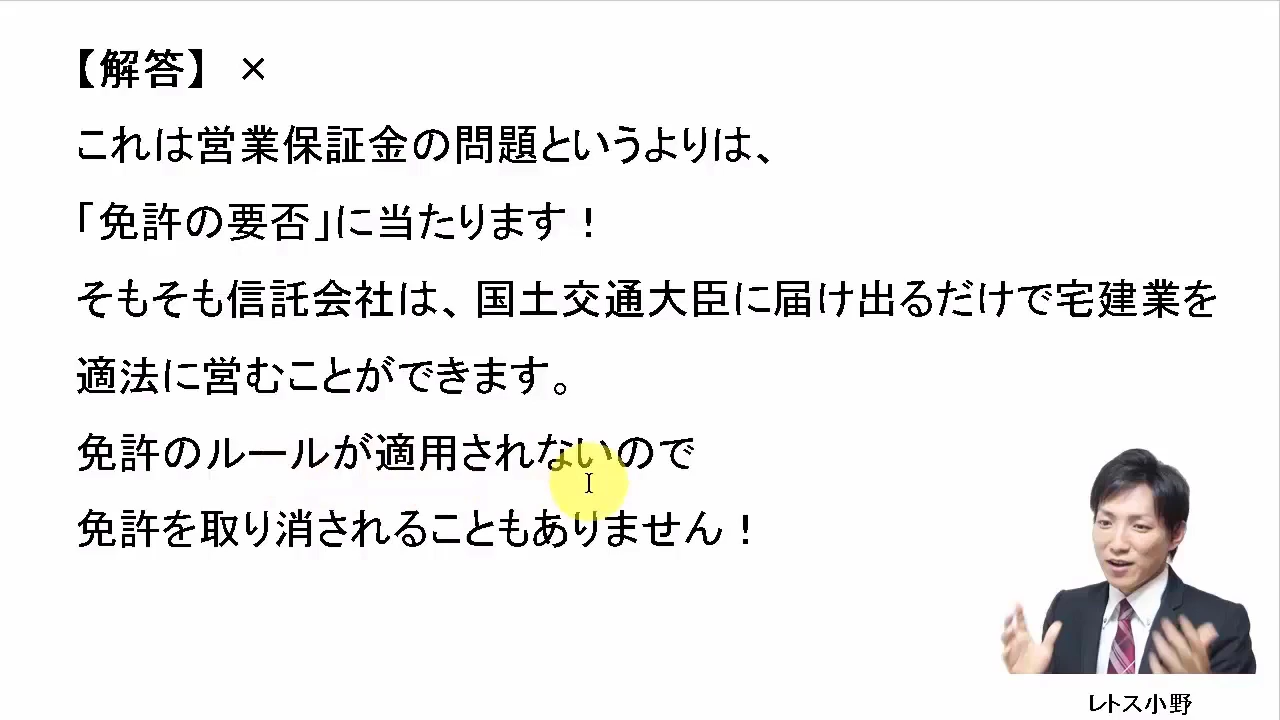 【解答】 ×
これは営業保証金の問題というよりは、
「免許の要否」に当たります！
そもそも信託会社は、国土交通大臣に届け出るだけで宅建業を
適法に営むことができます。
免許のルールが適用されないので
免許を取り消されることもありません！
レトス小野